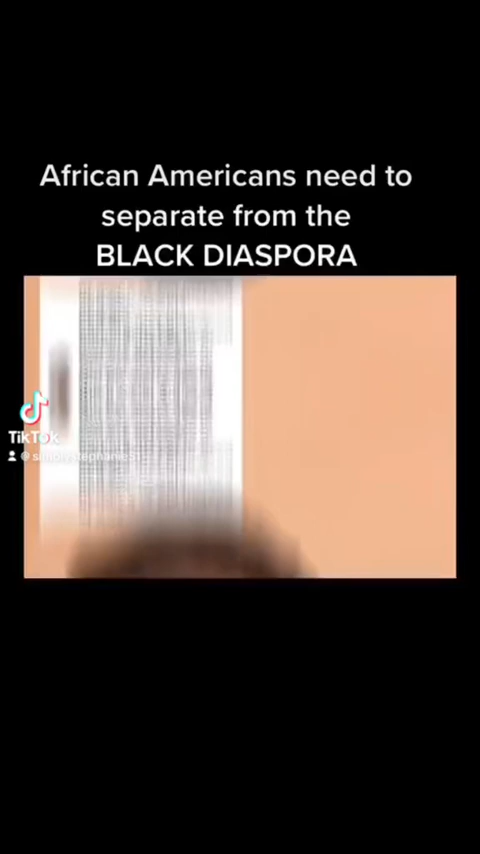 African Americans need to
separate from the
BLACK DIASPORA
TikTok